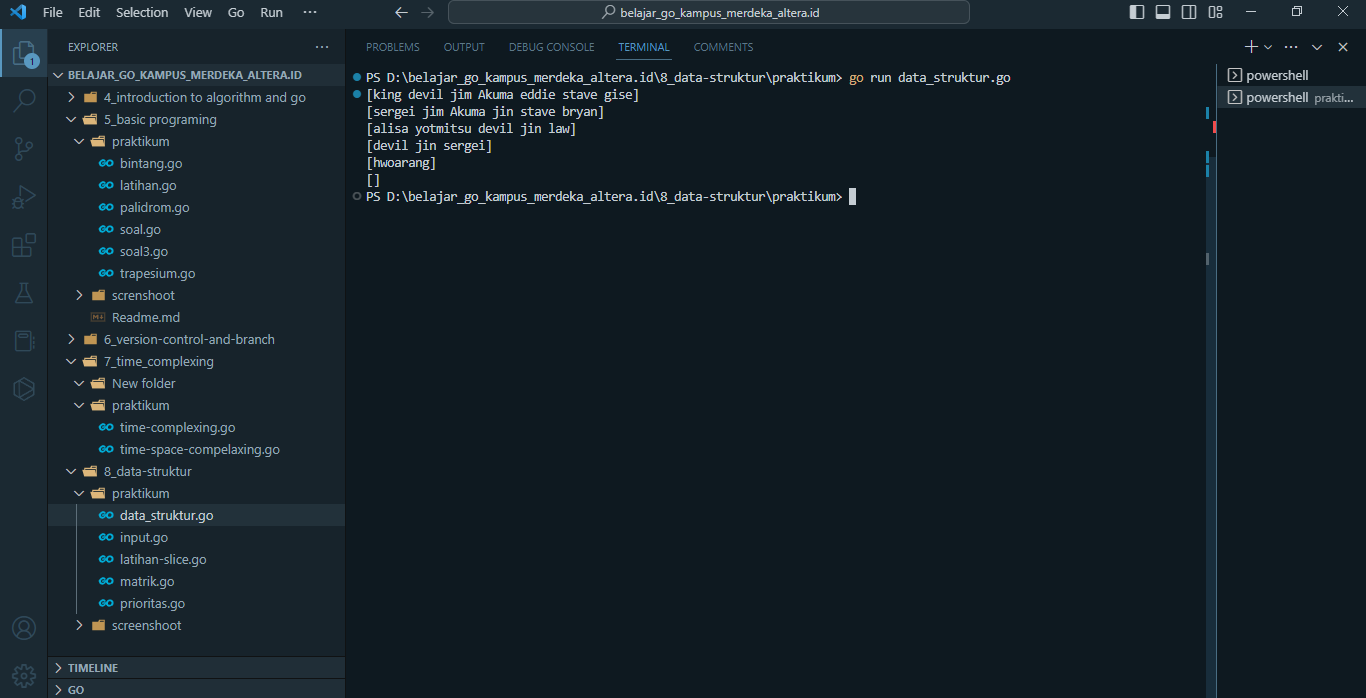 File Edit Selection View Go Run ···
belajar_go_kampus_merdeka_altera.id
1
EXPLORER
BELAJAR_GO_KAMPUS_MERDEKA_ALTERA.ID
4_introduction to algorithm and go
5_basic programing
praktikum
bintang.go
latihan.go
palidrom.go
soal.go
soal3.go
trapesium.go
screnshoot
Readme.md
6_version-control-and-branch
7_time_complexing
New folder
praktikum
time-complexing.go
time-space-compelaxing.go
8_data-struktur
praktikum
data_struktur.go
input.go
latihan-slice.go
matrik.go
prioritas.go
screenshoot
TIMELINE
GO
PROBLEMS OUTPUT DEBUG CONSOLE TERMINAL COMMENTS
PS D:\belajar_go_kampus_merdeka_altera.id\8_data-struktur\praktikum> go run data_struktur.go
[king devil jim Akuma eddie stave gise]
[sergei jim Akuma jin stave bryan]
[alisa yotmitsu devil jin law]
[devil jin sergei]
[hwoarang]
[]
PS D:\belajar_go_kampus_merdeka_altera.id\8_data-struktur\praktikum>
powershell
powershell prakti...